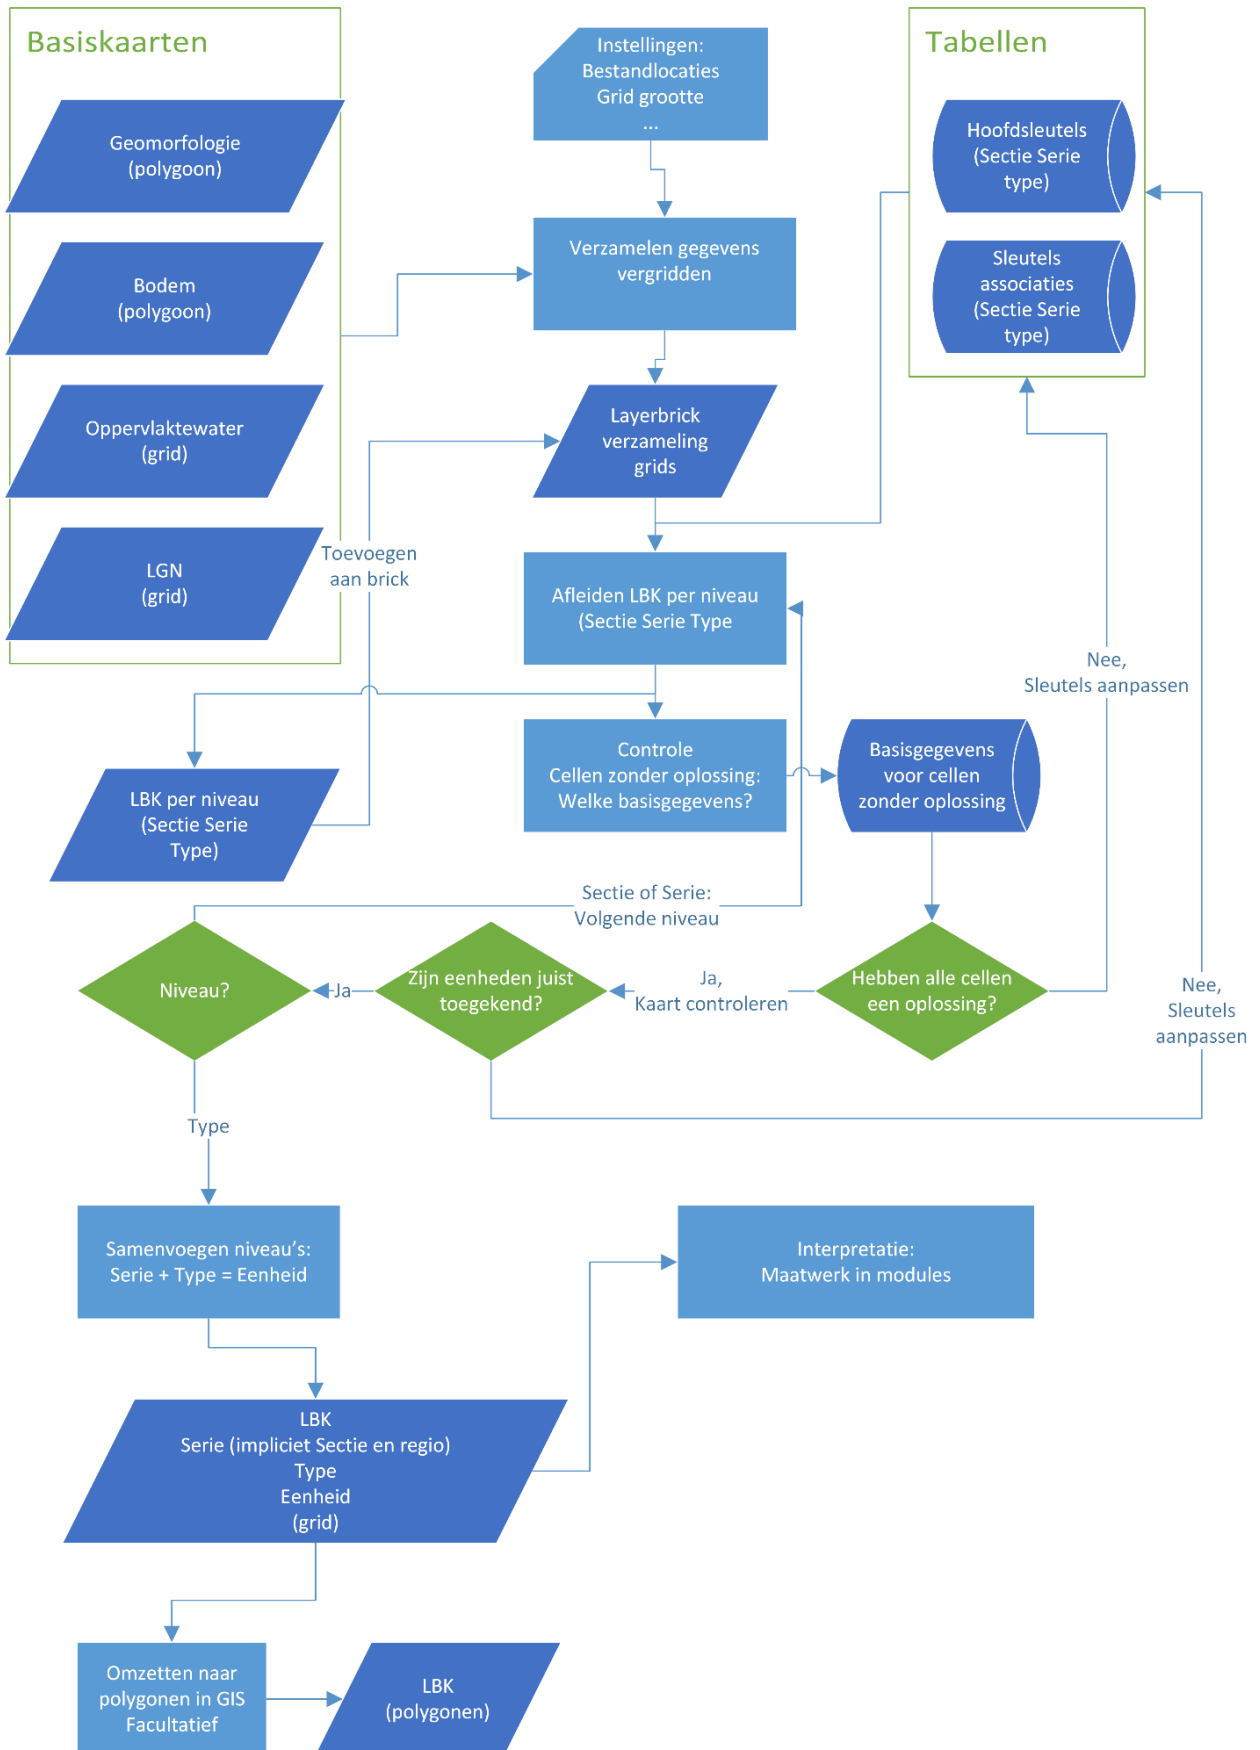 Basiskaarten
Geomorfologie
(polygoon)
Bodem
(polygoon)
Oppervlaktewater
(grid)
LGN
(grid)
Instellingen:
Bestandlocaties
Grid grootte
...
Verzamelen gegevens
vergridden
Layerbrick
verzameling
grids
Tabellen
Hoofdsleutels
(Sectie Serie
type)
Sleutels
associaties
(Sectie Serie
type)
Toevoegen
aan brick
Afleiden LBK per niveau
(Sectie Serie Type
Nee,
Sleutels aanpassen
Controle
Cellen zonder oplossing:
Welke basisgegevens?
Basisgegevens
voor cellen
zonder oplossing
LBK per niveau
(Sectie Serie
Type)
Sectie of Serie:
Volgende niveau
Niveau?
Ja
Zijn eenheden juist
toegekend?
Ja,
Kaart controleren
Hebben alle cellen
een oplossing?
Nee,
Sleutels
aanpassen
Type
Samenvoegen niveau’s:
Serie + Type = Eenheid
Interpretatie:
Maatwerk in modules
LBK
Serie (impliciet Sectie en regio)
Type
Eenheid
(grid)
Omzetten naar
polygonen in GIS
Facultatief
LBK
(polygonen)